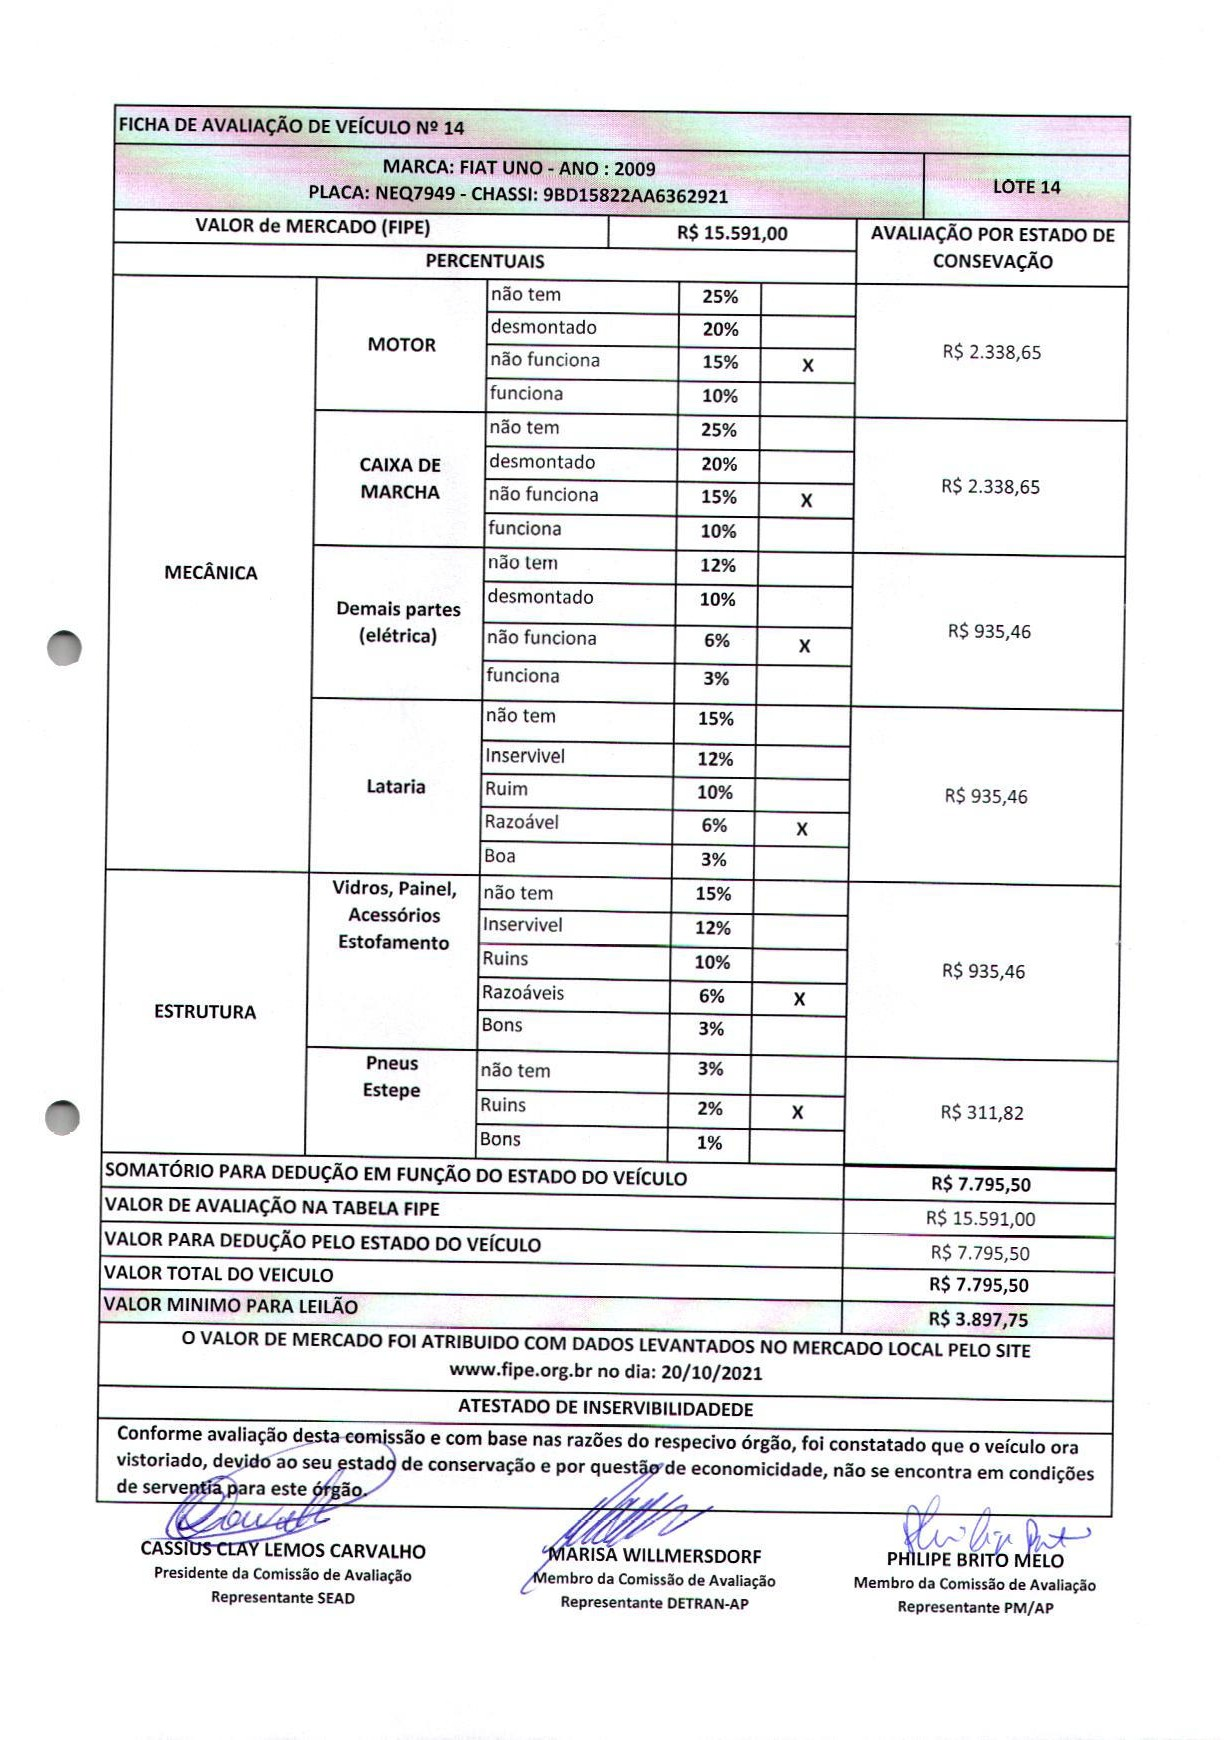 FICHA DE AVALIAÇÃO DE VEÍCULO Nº 14
MARCA: FIAT UNO - ANO : 2009
PLACA: NEQ7949 - CHASSI: 9BD15822AA6362921
LOTE 14
VALOR de MERCADO (FIPE)
R$ 15.591,00
AVALIAÇÃO POR ESTADO DE
CONSEVAÇÃO
PERCENTUAIS
MECÂNICA
MOTOR
não tem 25%
desmontado 20%
não funciona 15% X
funciona 10%
R$ 2.338,65
CAIXA DE
MARCHA
não tem 25%
desmontado 20%
não funciona 15% X
funciona 10%
R$ 2.338,65
Demais partes
(elétrica)
não tem 12%
desmontado 10%
não funciona 6% X
funciona 3%
R$ 935,46
Lataria
não tem 15%
Inservivel 12%
Ruim 10%
Razoável 6% X
Boa 3%
R$ 935,46
ESTRUTURA
Vidros, Painel,
Acessórios
Estofamento
não tem 15%
Inservivel 12%
Ruins 10%
Razoáveis 6% X
Bons 3%
R$ 935,46
Pneus
Estepe
não tem 3%
Ruins 2% X
Bons 1%
R$ 311,82
SOMATÓRIO PARA DEDUÇÃO EM FUNÇÃO DO ESTADO DO VEÍCULO R$ 7.795,50
VALOR DE AVALIAÇÃO NA TABELA FIPE R$ 15.591,00
VALOR PARA DEDUÇÃO PELO ESTADO DO VEÍCULO R$ 7.795,50
VALOR TOTAL DO VEICULO R$ 7.795,50
VALOR MINIMO PARA LEILÃO R$ 3.897,75
O VALOR DE MERCADO FOI ATRIBUIDO COM DADOS LEVANTADOS NO MERCADO LOCAL PELO SITE
www.fipe.org.br no dia: 20/10/2021
ATESTADO DE INSERVIBILIDADEDE
Conforme avaliação desta comissão e com base nas razões do respecivo órgão, foi constatado que o veículo ora
vistoriado, devido ao seu estado de conservação e por questão de economicidade, não se encontra em condições
de serventia para este órgão.
CASSIUS CLAY LEMOS CARVALHO
Presidente da Comissão de Avaliação
Representante SEAD
MARISA WILLMERSDORF
Membro da Comissão de Avaliação
Representante DETRAN-AP
PHILIPE BRITO MELO
Membro da Comissão de Avaliação
Representante PM/AP